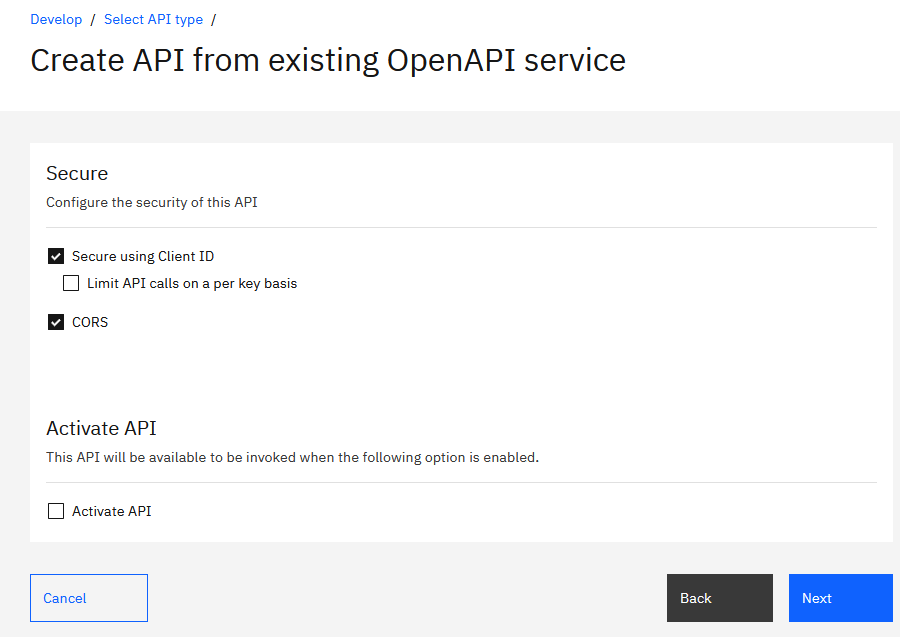 Develop / Select API type /
Create API from existing OpenAPI service
Secure
Configure the security of this API
Secure using Client ID
Limit API calls on a per key basis
CORS
Activate API
This API will be available to be invoked when the following option is enabled.
Activate API
Cancel
Back
Next